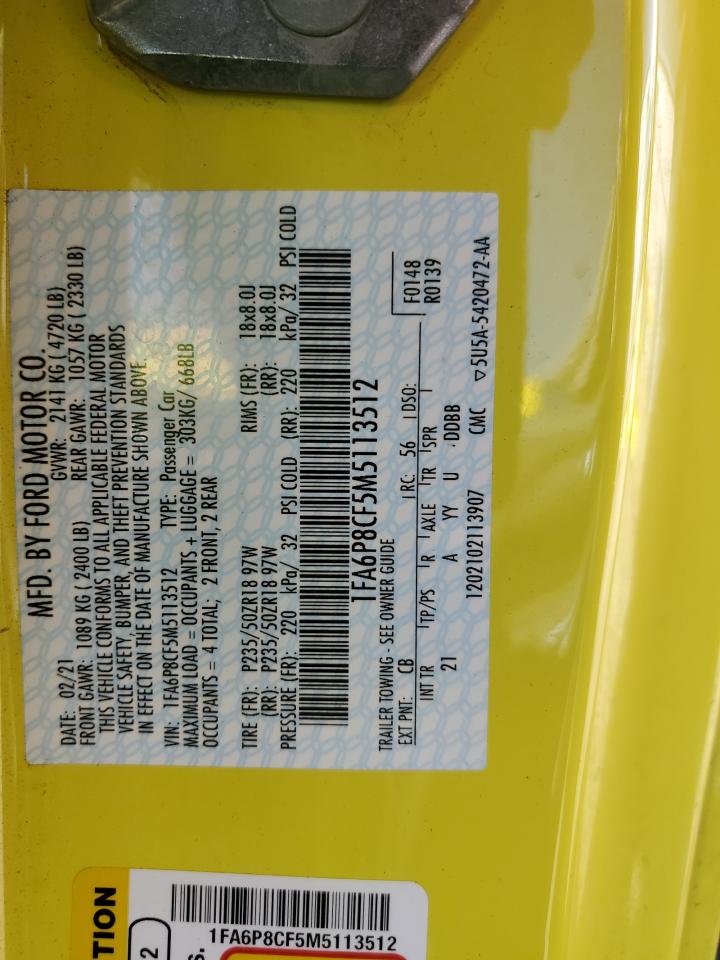 MFD. BY FORD MOTOR CO.
DATE: 02/21 GVWR: 2141 KG ( 4720 LB)
FRONT GAWR: 1089 KG ( 2400 LB) REAR GAWR: 1057 KG ( 2330 LB)
THIS VEHICLE CONFORMS TO ALL APPLICABLE FEDERAL MOTOR
VEHICLE SAFETY, BUMPER, AND THEFT PREVENTION STANDARDS
IN EFFECT ON THE DATE OF MANUFACTURE SHOWN ABOVE.
VIN: 1FA6P8CF5M5113512 TYPE: Passenger Car
MAXIMUM LOAD = OCCUPANTS + LUGGAGE = 303KG/ 668LB
OCCUPANTS = 4 TOTAL; 2 FRONT, 2 REAR
TIRE (FR): P235/50ZR18 97W RIMS (FR): 18x8.0J
(RR): P235/50ZR18 97W (RR): 18x8.0J
PRESSURE (FR): 220 kPa/ 32 PSI COLD (RR): 220 kPa/ 32 PSI COLD
1FA6P8CF5M5113512
TRAILER TOWING - SEE OWNER GUIDE F0148
EXT PNT: CB RC: 56 DSO: R0139
INT TR TP/PS R AXLE TR SPR
21 A YY U DDBB
1202102113907 CMC ▽5U5A-5420472-AA
TION
2
1FA6P8CF5M5113512
S.